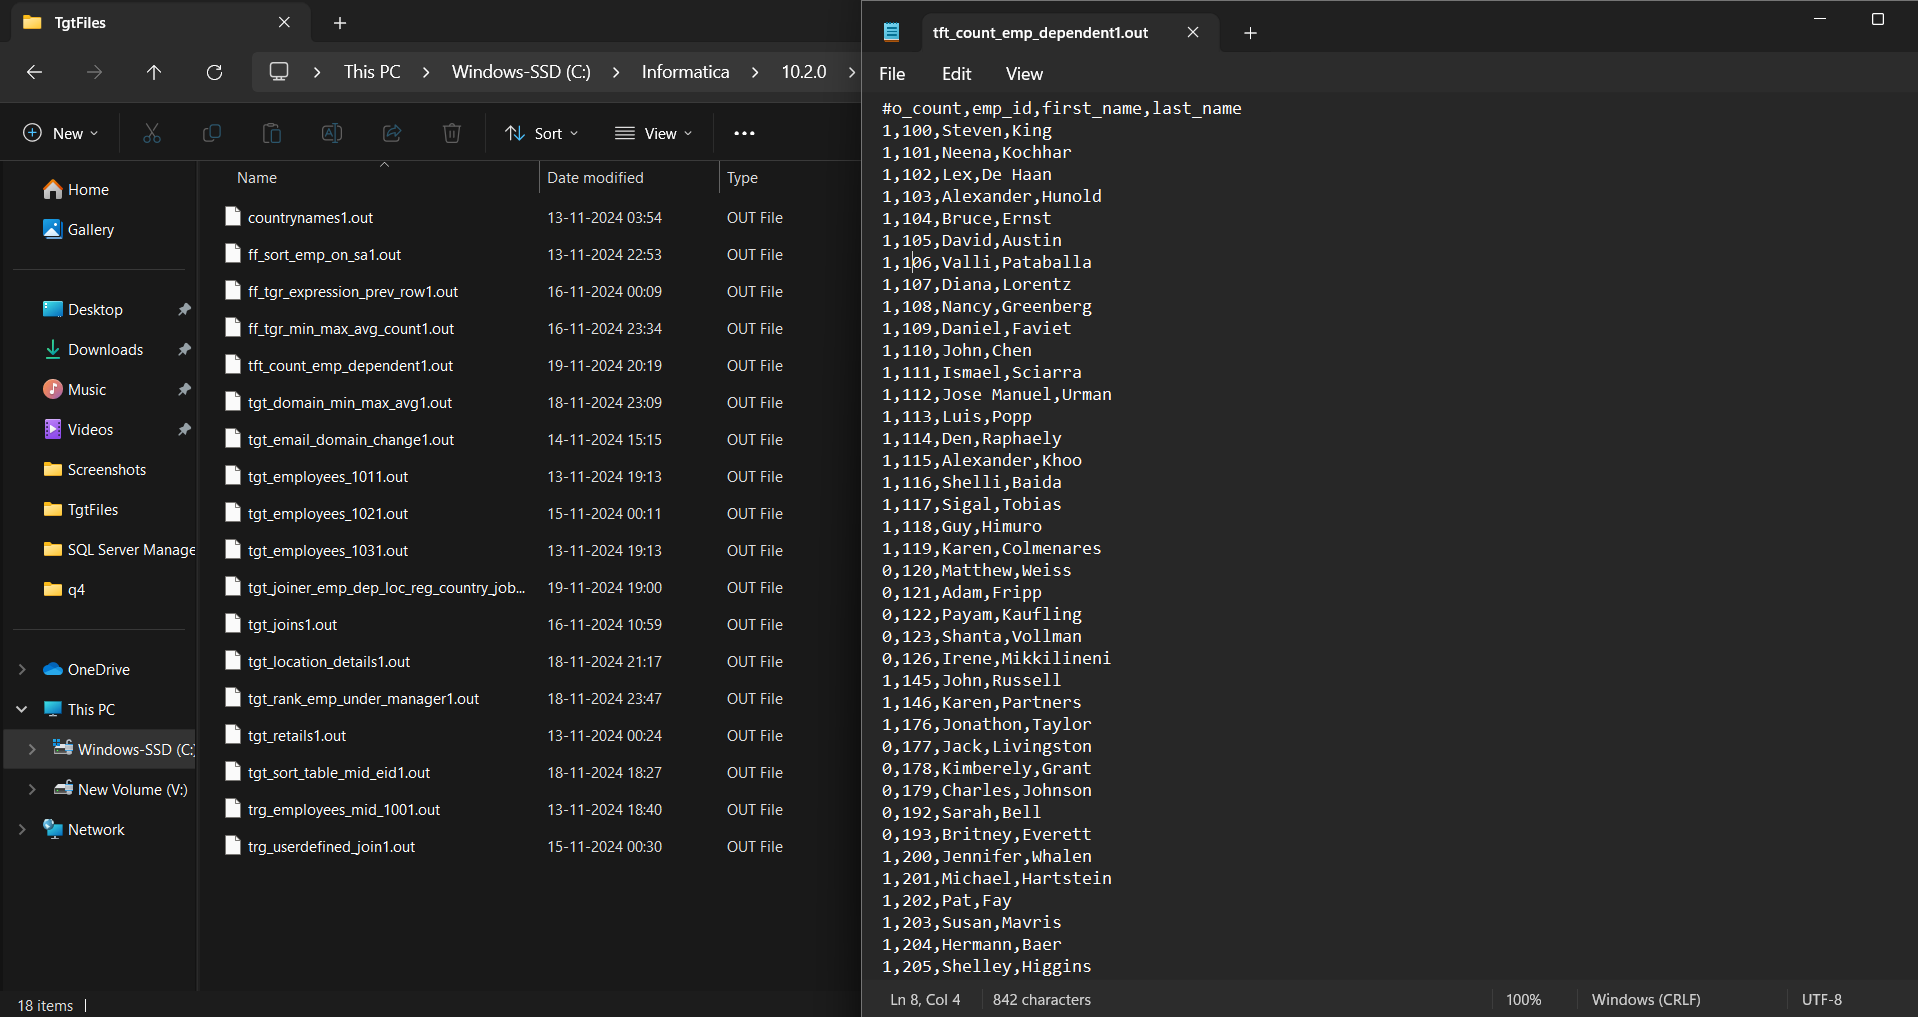 TgtFiles
This PC
Windows-SSD (C:)
Informatica
10.2.0
New
Sort
View
Home
Gallery
Desktop
Downloads
Music
Videos
Screenshots
TgtFiles
SQL Server Manage
q4
OneDrive
This PC
Windows-SSD (C:)
New Volume (V:)
Network
Name Date modified Type
countrynames1.out 13-11-2024 03:54 OUT File
ff_sort_emp_on_sa1.out 13-11-2024 22:53 OUT File
ff_tgr_expression_prev_row1.out 16-11-2024 00:09 OUT File
ff_tgr_min_max_avg_count1.out 16-11-2024 23:34 OUT File
tft_count_emp_dependent1.out 19-11-2024 20:19 OUT File
tgt_domain_min_max_avg1.out 18-11-2024 23:09 OUT File
tgt_email_domain_change1.out 14-11-2024 15:15 OUT File
tgt_employees_1011.out 13-11-2024 19:13 OUT File
tgt_employees_1021.out 15-11-2024 00:11 OUT File
tgt_employees_1031.out 13-11-2024 19:13 OUT File
tgt_joiner_emp_dep_loc_reg_country_job... 19-11-2024 19:00 OUT File
tgt_joins1.out 16-11-2024 10:59 OUT File
tgt_location_details1.out 18-11-2024 21:17 OUT File
tgt_rank_emp_under_manager1.out 18-11-2024 23:47 OUT File
tgt_retails1.out 13-11-2024 00:24 OUT File
tgt_sort_table_mid_eid1.out 18-11-2024 18:27 OUT File
trg_employees_mid_1001.out 13-11-2024 18:40 OUT File
trg_userdefined_join1.out 15-11-2024 00:30 OUT File
18 items
tft_count_emp_dependent1.out
File Edit View
#o_count,emp_id,first_name,last_name
1,100,Steven,King
1,101,Neena,Kochhar
1,102,Lex,De Haan
1,103,Alexander,Hunold
1,104,Bruce,Ernst
1,105,David,Austin
1,106,Valli,Pataballa
1,107,Diana,Lorentz
1,108,Nancy,Greenberg
1,109,Daniel,Faviet
1,110,John,Chen
1,111,Ismael,Sciarra
1,112,Jose Manuel,Urman
1,113,Luis,Popp
1,114,Den,Raphaely
1,115,Alexander,Khoo
1,116,Shelli,Baida
1,117,Sigal,Tobias
1,118,Guy,Himuro
1,119,Karen,Colmenares
0,120,Matthew,Weiss
0,121,Adam,Fripp
0,122,Payam,Kaufling
0,123,Shanta,Vollman
0,126,Irene,Mikkilineni
1,145,John,Russell
1,146,Karen,Partners
1,176,Jonathon,Taylor
0,177,Jack,Livingston
0,178,Kimberely,Grant
0,179,Charles,Johnson
0,192,Sarah,Bell
0,193,Britney,Everett
1,200,Jennifer,Whalen
1,201,Michael,Hartstein
1,202,Pat,Fay
1,203,Susan,Mavris
1,204,Hermann,Baer
1,205,Shelley,Higgins
Ln 8, Col 4 842 characters 100% Windows (CRLF) UTF-8